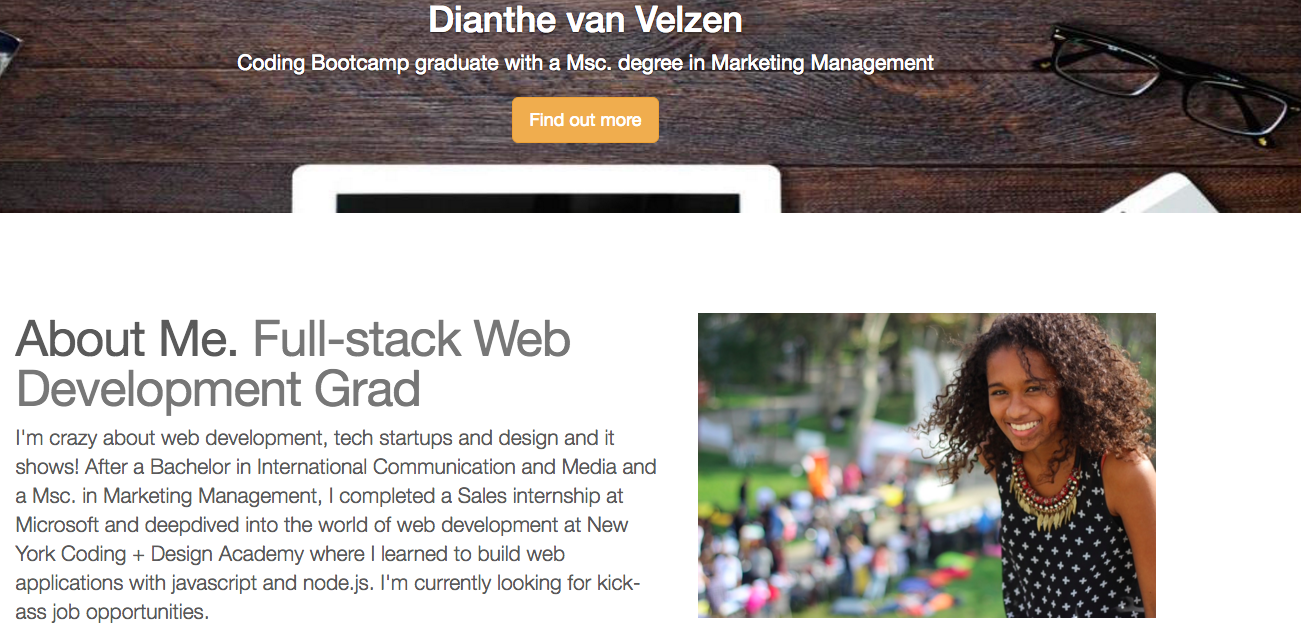 Dianthe van Velzen
Coding Bootcamp graduate with a Msc. degree in Marketing Management
Find out more
About Me. Full-stack Web
Development Grad
I'm crazy about web development, tech startups and design and it
shows! After a Bachelor in International Communication and Media and
a Msc. in Marketing Management, I completed a Sales internship at
Microsoft and deepdived into the world of web development at New
York Coding + Design Academy where I learned to build web
applications with javascript and node.js. I'm currently looking for kick-
ass job opportunities.